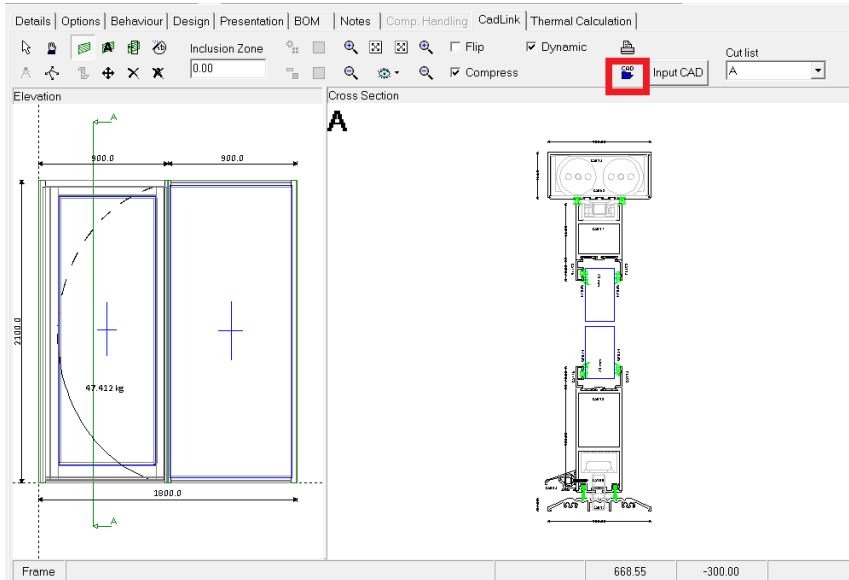 Details Options Behaviour Design Presentation BOM Notes Comp. Handling CadLink Thermal Calculation
Inclusion Zone
0.00
Flip
Compress
Dynamic
CAD
Input CAD
Cut list
A
Elevation
Cross Section
A
A
900.0 900.0
2100.0
47.412 kg
1800.0
A
Frame 668.55 -300.00